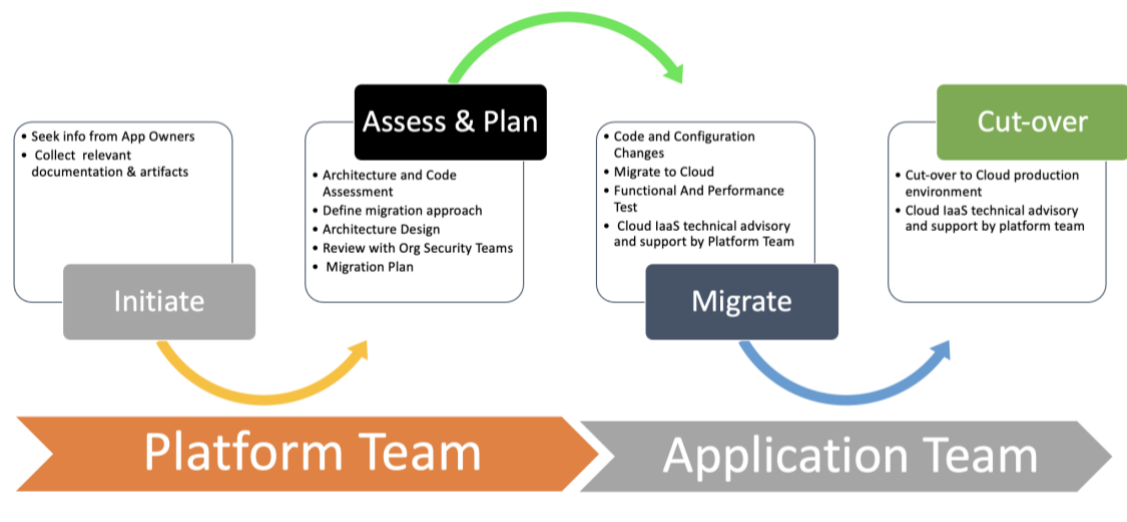 • Seek info from App Owners
• Collect relevant
documentation & artifacts
Initiate
Assess & Plan
• Architecture and Code
Assessment
• Define migration approach
• Architecture Design
• Review with Org Security Teams
• Migration Plan
• Code and Configuration
Changes
• Migrate to Cloud
• Functional And Performance
Test
• Cloud IaaS technical advisory
and support by Platform Team
Migrate
Cut-over
• Cut-over to Cloud production
environment
• Cloud IaaS technical advisory
and support by platform team
Platform Team
Application Team